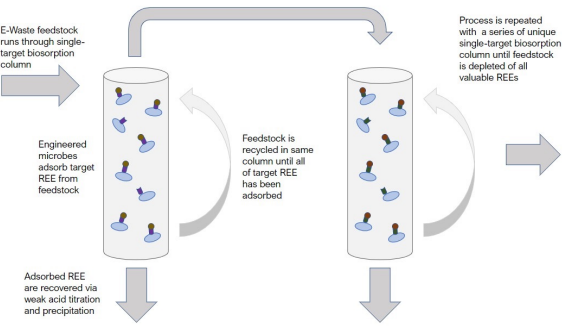 E-Waste feedstock
runs through single-
target biosorption
column
Engineered
microbes
adsorb target
REE from
feedstock
Adsorbed REE
are recovered via
weak acid titration
and precipitation
Feedstock is
recycled in same
column until all
of target REE
has been
adsorbed
Process is repeated
with a series of unique
single-target biosorption
column until feedstock
is depleted of all
valuable REEs